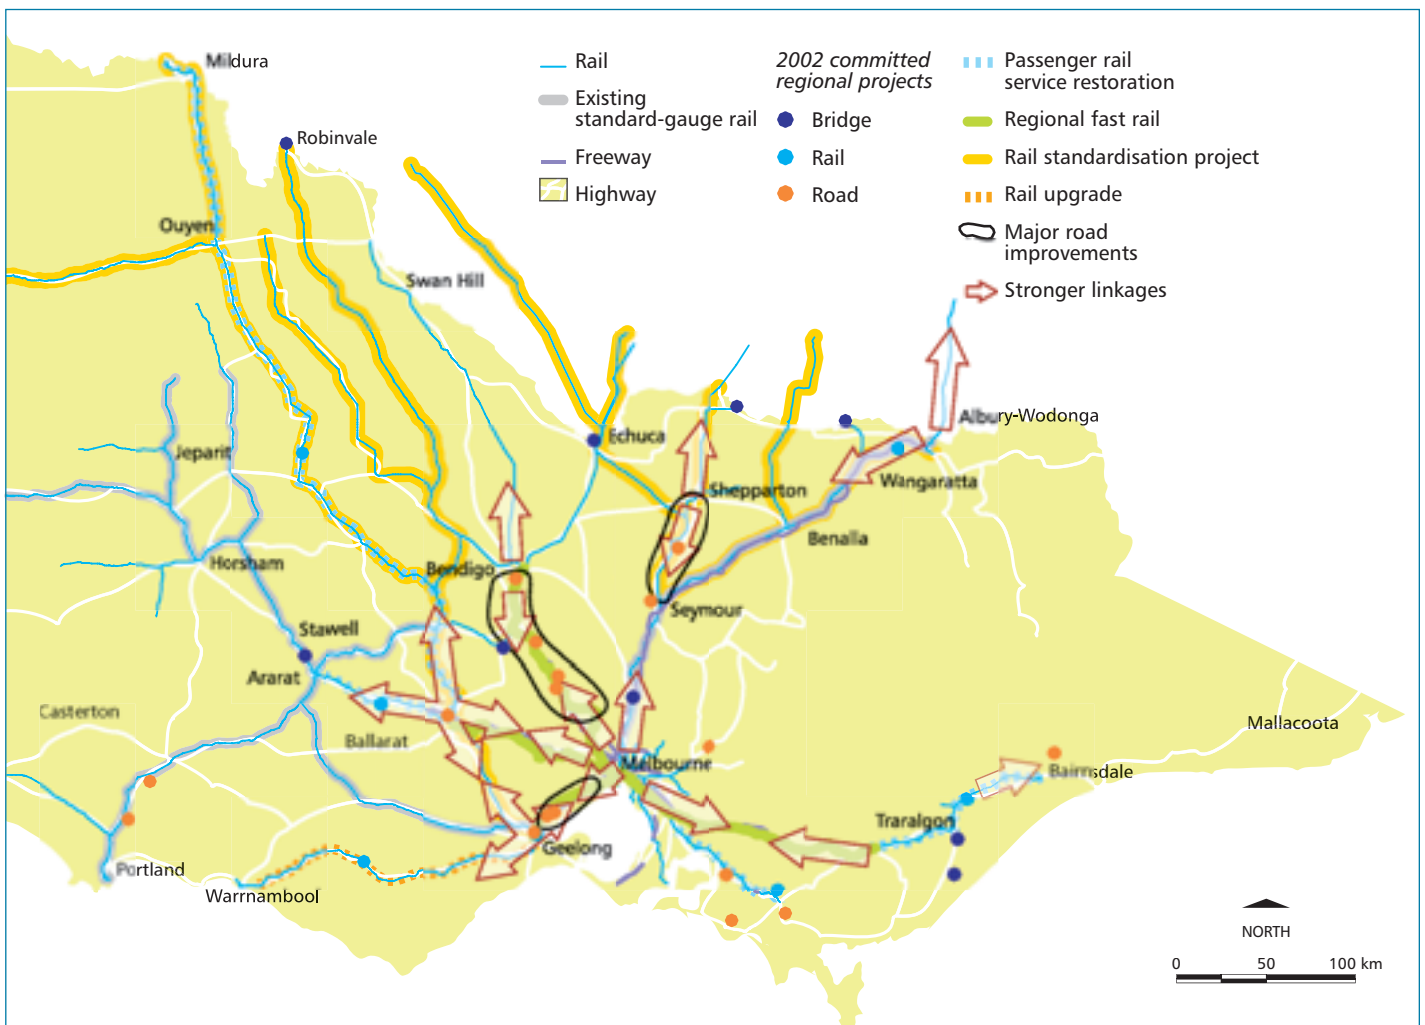 Rail
Existing
standard-gauge rail
Freeway
Highway
2002 committed
regional projects
Bridge
Rail
Road
Passenger rail
service restoration
Regional fast rail
Rail standardisation project
Rail upgrade
Major road
improvements
Stronger linkages
Mildura
Robinvale
Ouyen
Swan Hill
Echuca
Albury-Wodonga
Jeparit
Shepparton
Wangaratta
Benalla
Horsham
Bendigo
Seymour
Stawell
Ararat
Casterton
Ballarat
Melbourne
Mallacoota
Bairnsdale
Traralgon
Geelong
Portland
Warrnambool
NORTH
0 50 100 km